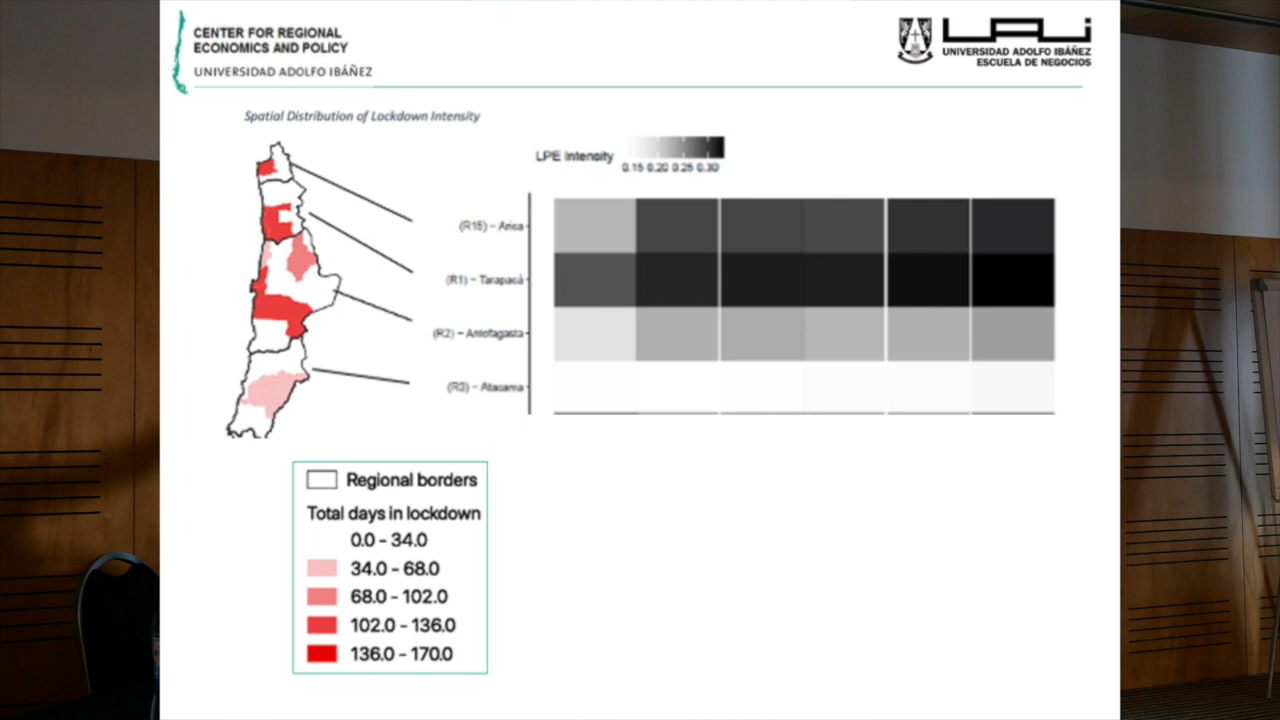 CENTER FOR REGIONAL
ECONOMICS AND POLICY
UNIVERSIDAD ADOLFO IBÁÑEZ
UAI
UNIVERSIDAD ADOLFO IBÁÑEZ
ESCUELA DE NEGOCIOS
Spatial Distribution of Lockdown Intensity
LPE Intensity
0.15 0.20 0.25 0.30
(R15) – Arica
(R1) – Tarapacá
(R2) – Antofagasta
(R3) – Atacama
Regional borders
Total days in lockdown
0.0 – 34.0
34.0 – 68.0
68.0 – 102.0
102.0 – 136.0
136.0 – 170.0